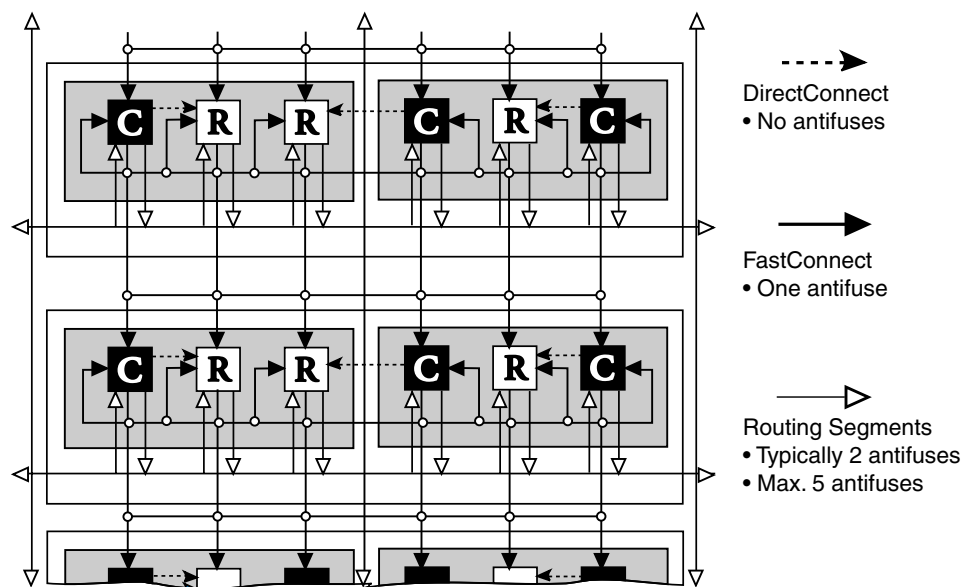 C R R C R C
C R R C R C
DirectConnect
• No antifuses
FastConnect
• One antifuse
Routing Segments
• Typically 2 antifuses
• Max. 5 antifuses